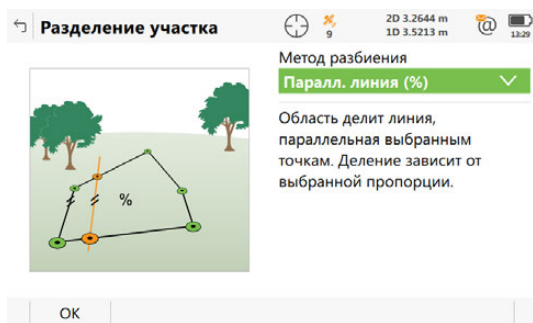 Разделение участка
9
2D 3.2644 m
1D 3.5213 m
@
13:29
Метод разбиения
Паралл. линия (%)
Область делит линия,
параллельная выбранным
точкам. Деление зависит от
выбранной пропорции.
%
OK